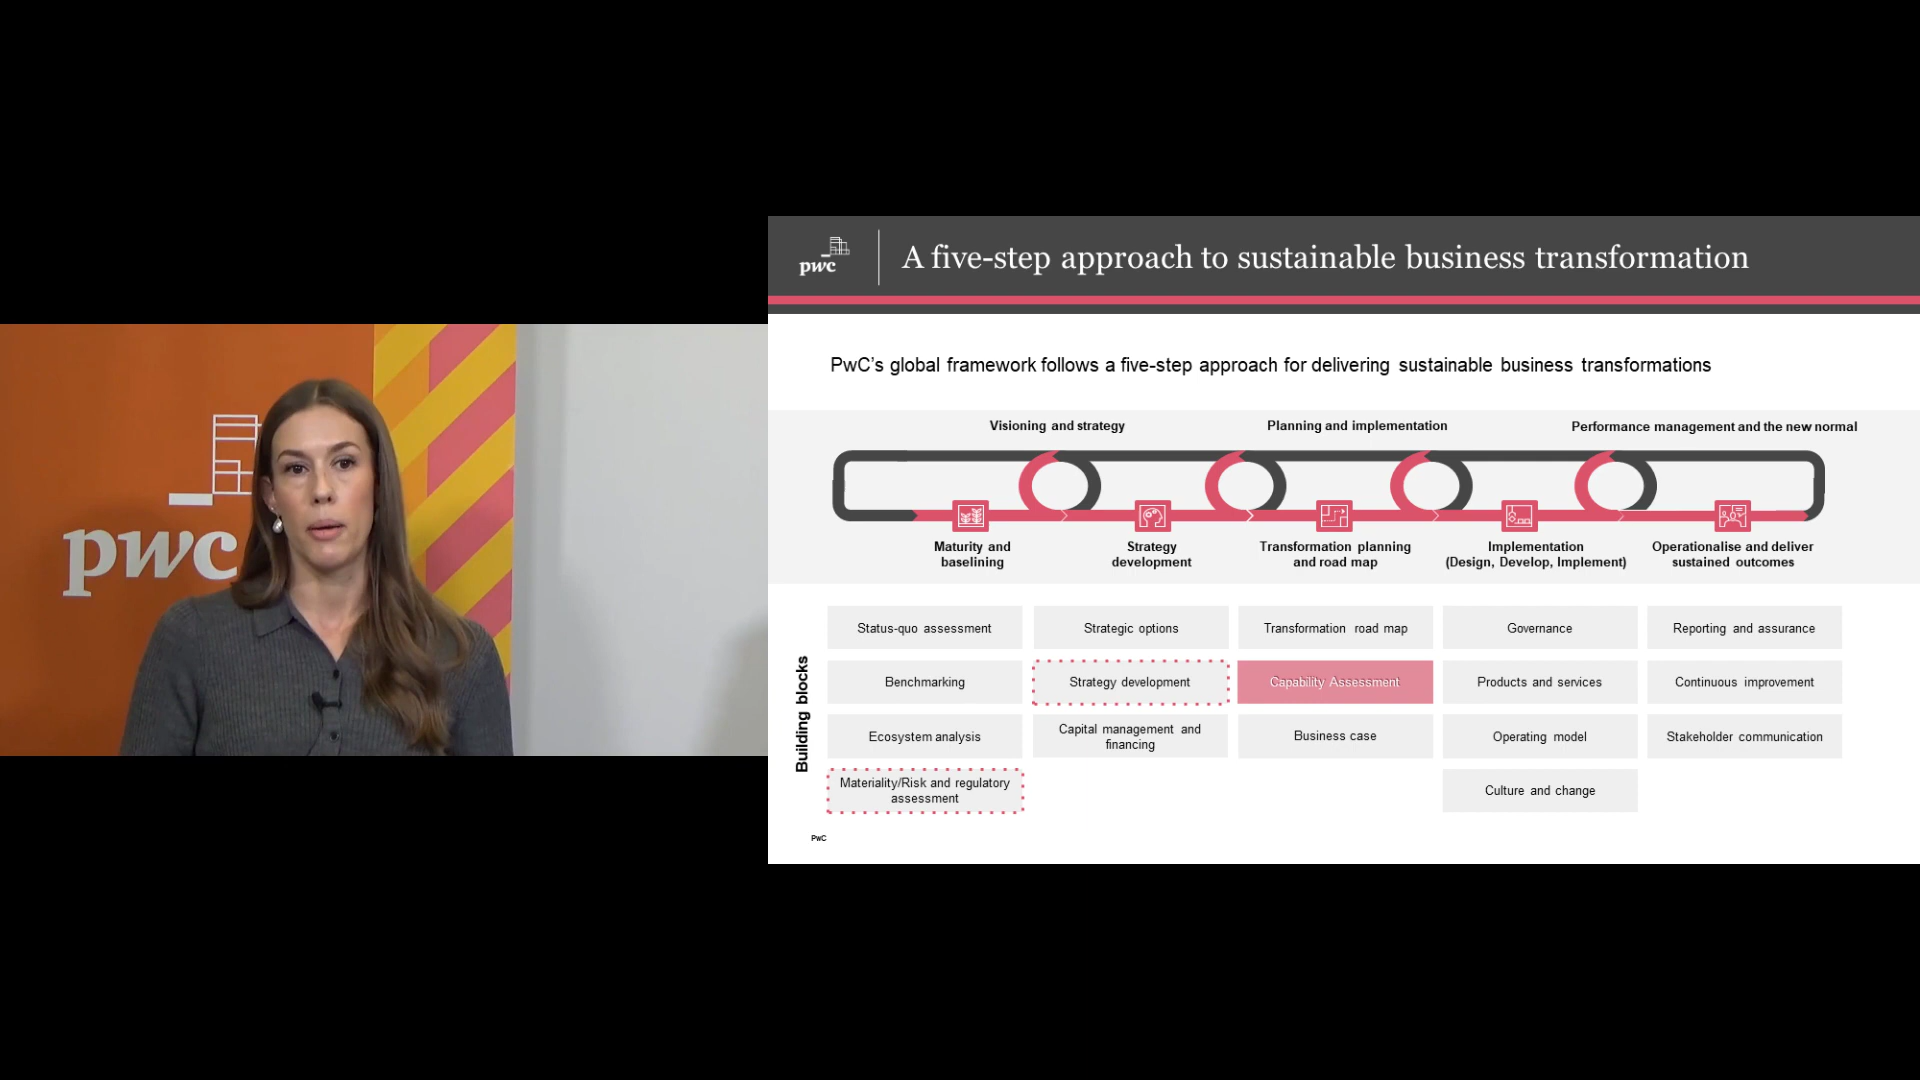 pwc
pwc
A five-step approach to sustainable business transformation
PwC's global framework follows a five-step approach for delivering sustainable business transformations
Visioning and strategy
Planning and implementation
Performance management and the new normal
Maturity and
baselining
Strategy
development
Transformation planning
and road map
Implementation
(Design, Develop, Implement)
Operationalise and deliver
sustained outcomes
Building blocks
Status-quo assessment
Benchmarking
Ecosystem analysis
Materiality/Risk and regulatory
assessment
Strategic options
Strategy development
Capital management and
financing
Transformation road map
Capability Assessment
Business case
Governance
Products and services
Operating model
Culture and change
Reporting and assurance
Continuous improvement
Stakeholder communication
PwC